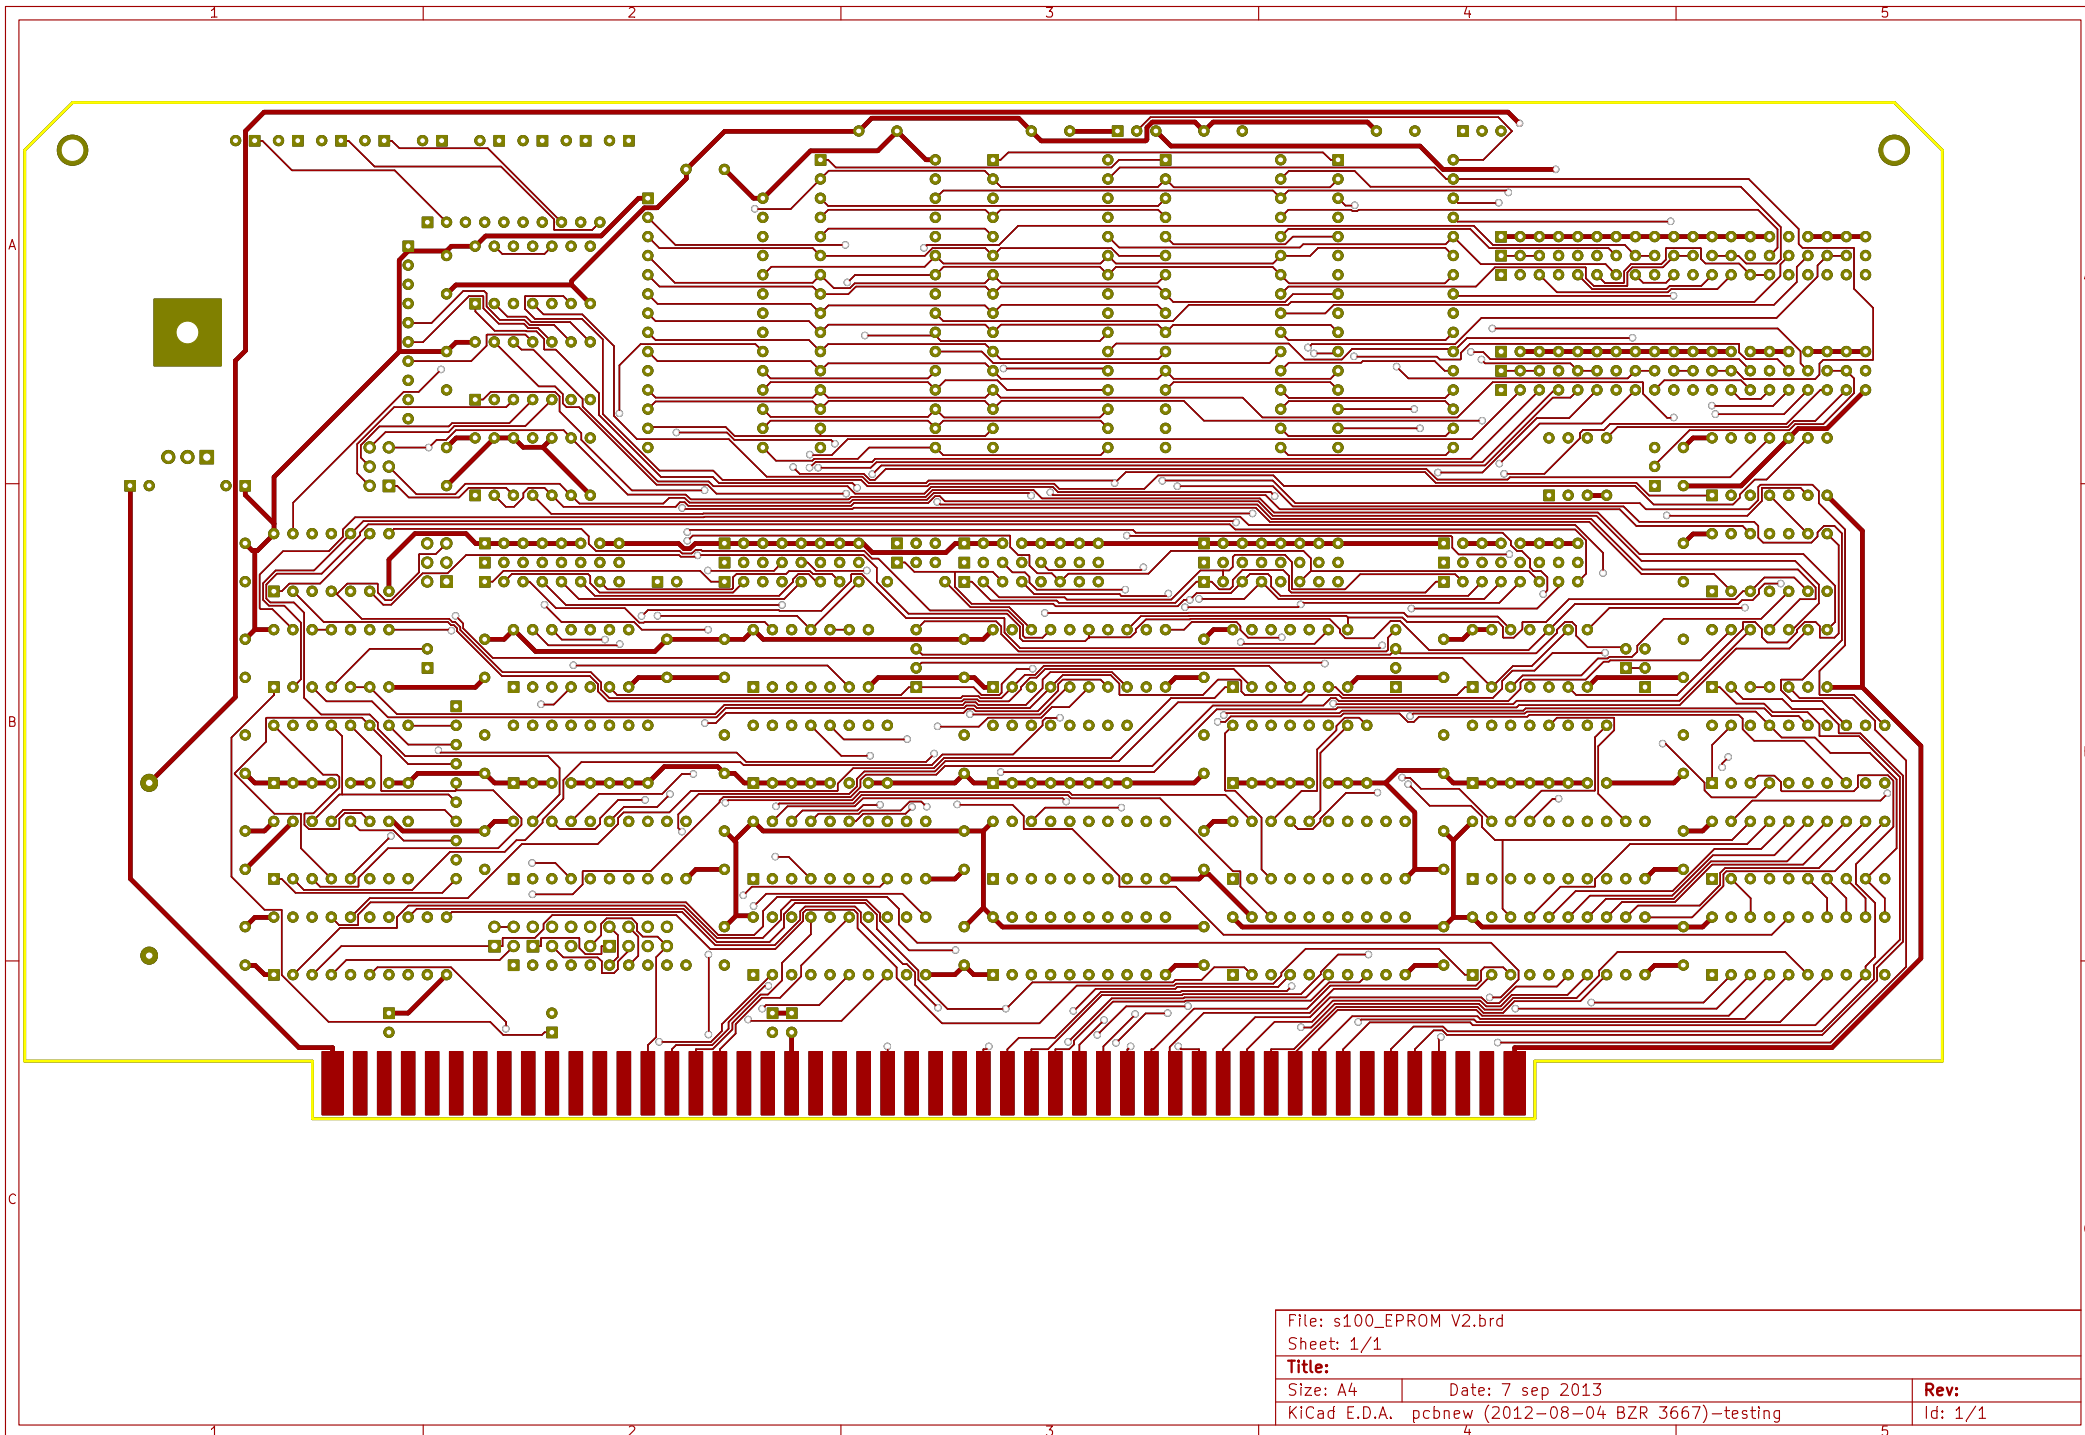 1 2 3 4 5
A
B
C
File: s100_EPROM V2.brd
Sheet: 1/1
Title:
Size: A4 Date: 7 sep 2013 Rev:
KiCad E.D.A. pcbnew (2012-08-04 BZR 3667)-testing Id: 1/1
1 2 3 4 5